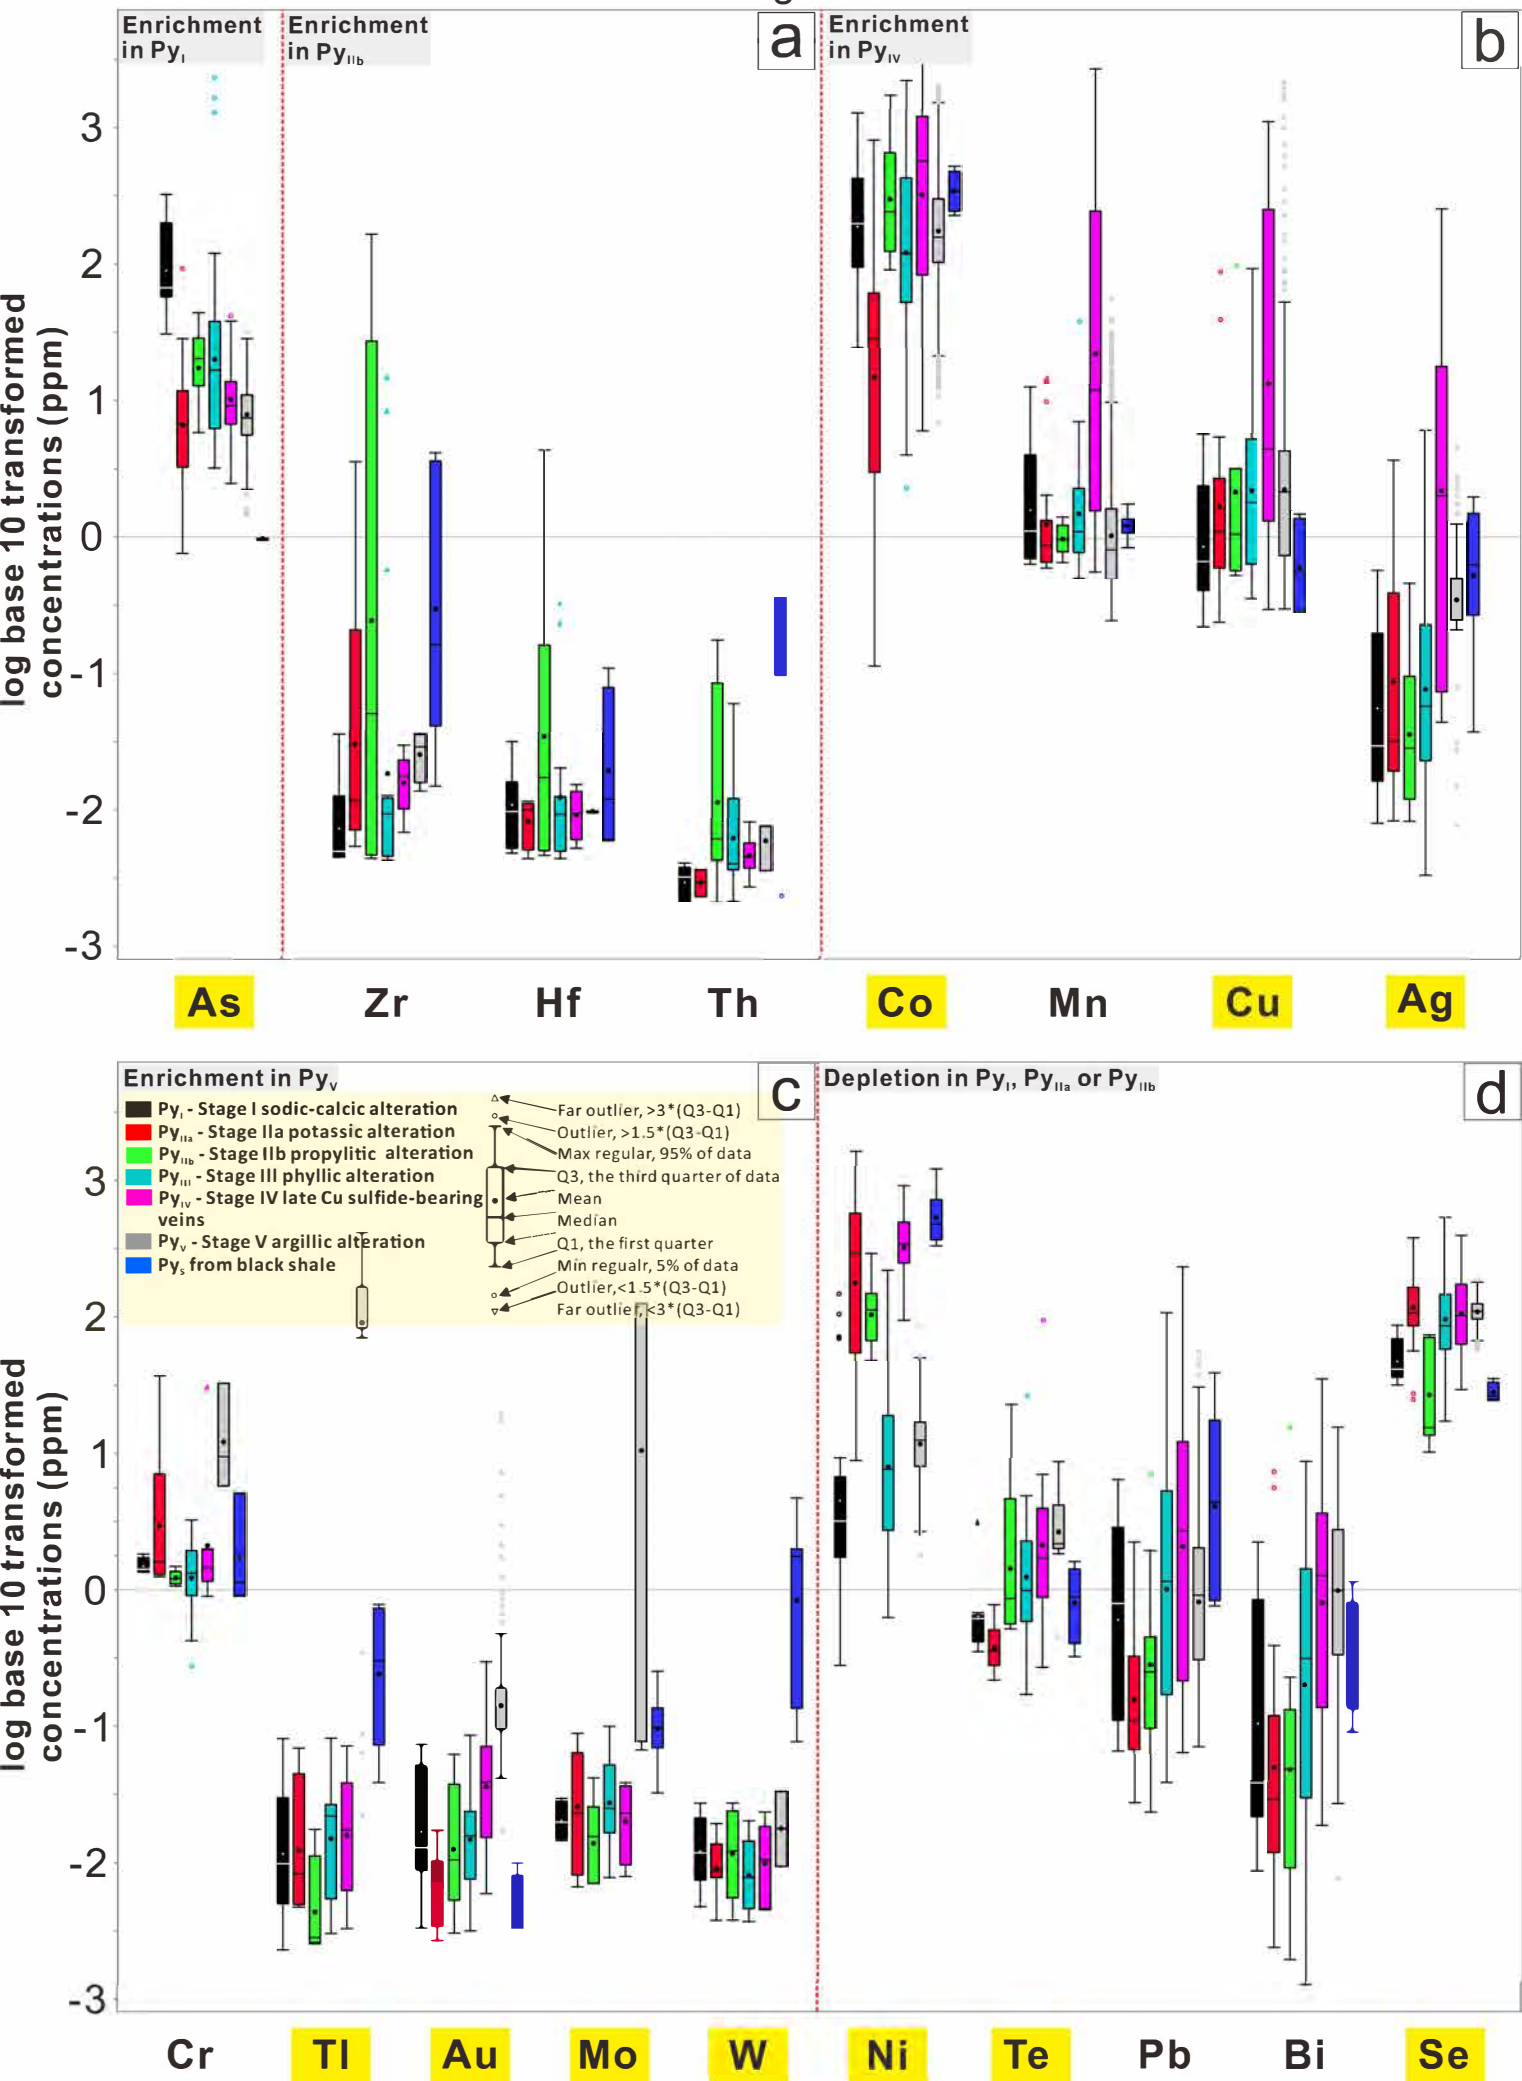 Enrichment
in PyI
Enrichment
in PyIIb
a
Enrichment
in PyIV
b
3
2
1
0
-1
-2
-3
log base 10 transformed
concentrations (ppm)
As Zr Hf Th Co Mn Cu Ag
Enrichment in PyV
c
Depletion in PyI, PyIIa or PyIIb
d
PyI - Stage I sodic-calcic alteration
PyIIa - Stage IIa potassic alteration
PyIIb - Stage IIb propylitic alteration
PyIII - Stage III phyllic alteration
PyIV - Stage IV late Cu sulfide-bearing
veins
PyV - Stage V argillic alteration
PyS from black shale
Far outlier, >3*(Q3-Q1)
Outlier, >1.5*(Q3-Q1)
Max regular, 95% of data
Q3, the third quarter of data
Mean
Median
Q1, the first quarter
Min regualr, 5% of data
Outlier,<1.5*(Q3-Q1)
Far outlier, <3*(Q3-Q1)
3
2
1
0
-1
-2
-3
log base 10 transformed
concentrations (ppm)
Cr Tl Au Mo W Ni Te Pb Bi Se